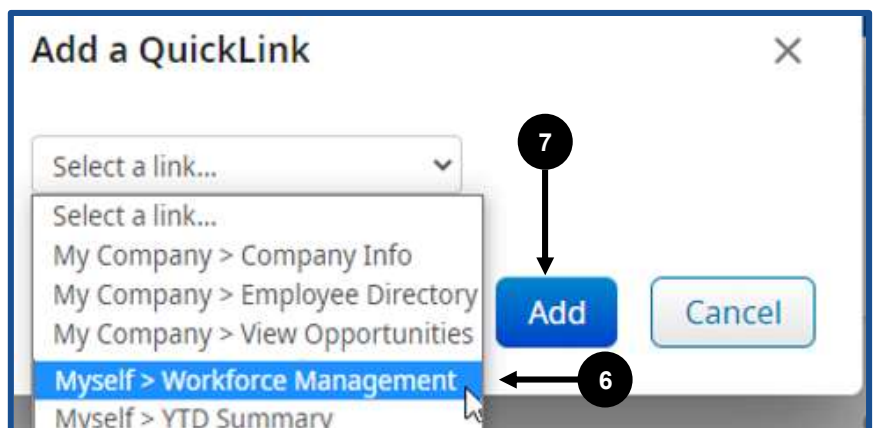 Add a QuickLink
7
Select a link...
Select a link...
My Company > Company Info
My Company > Employee Directory
My Company > View Opportunities
Add
Cancel
Myself > Workforce Management
6
Myself > YTD Summary